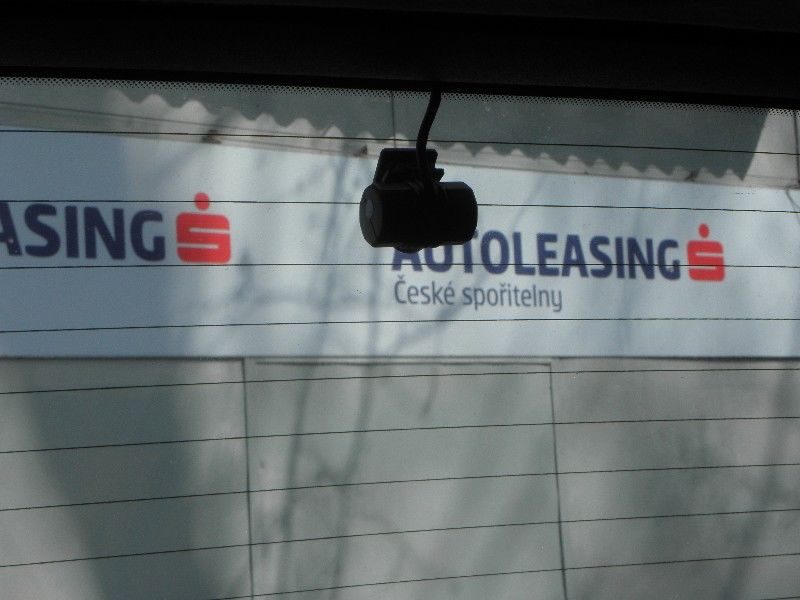 ASING
AUTOLEASING
České spořitelny